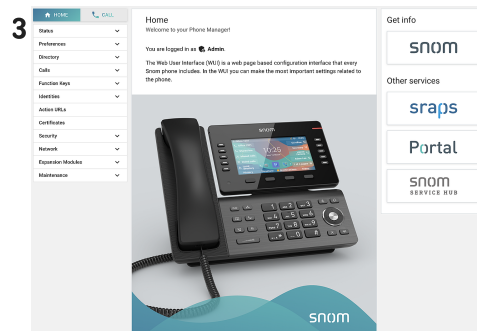 3
HOME
CALL
Status
Preferences
Directory
Calls
Function Keys
Identities
Action URLs
Certificates
Security
Network
Expansion Modules
Maintenance
Home
Welcome to your Phone Manager!
You are logged in as Admin.
The Web User Interface (WUI) is a web page based configuration interface that every
Snom phone includes. In the WUI you can make the most important settings related to
the phone.
snom
10:25
snom
Get info
snom
Other services
sraps
Portal
snom
SERVICE HUB